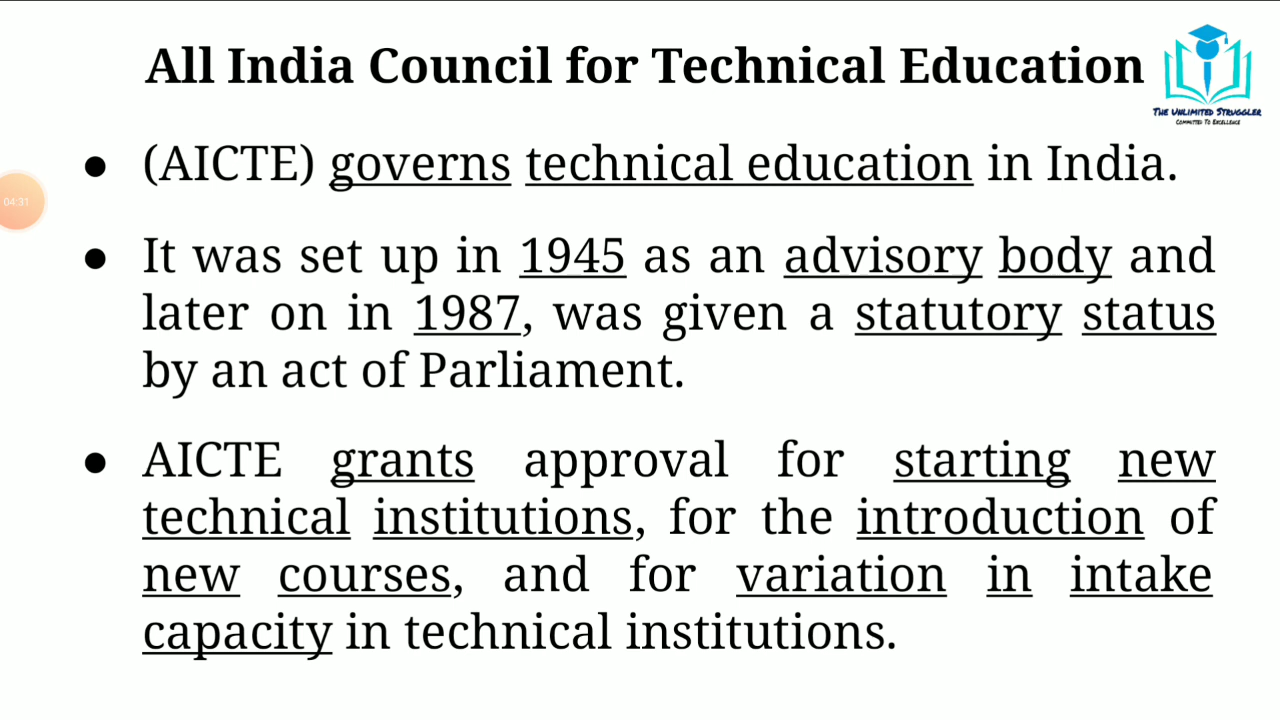 All India Council for Technical Education
THE UNLIMITED STRUGGLER
COMMITTED TO EXCELLENCE
● (AICTE) governs technical education in India.
04:31
● It was set up in 1945 as an advisory body and
later on in 1987, was given a statutory status
by an act of Parliament.
● AICTE grants approval for starting new
technical institutions, for the introduction of
new courses, and for variation in intake
capacity in technical institutions.